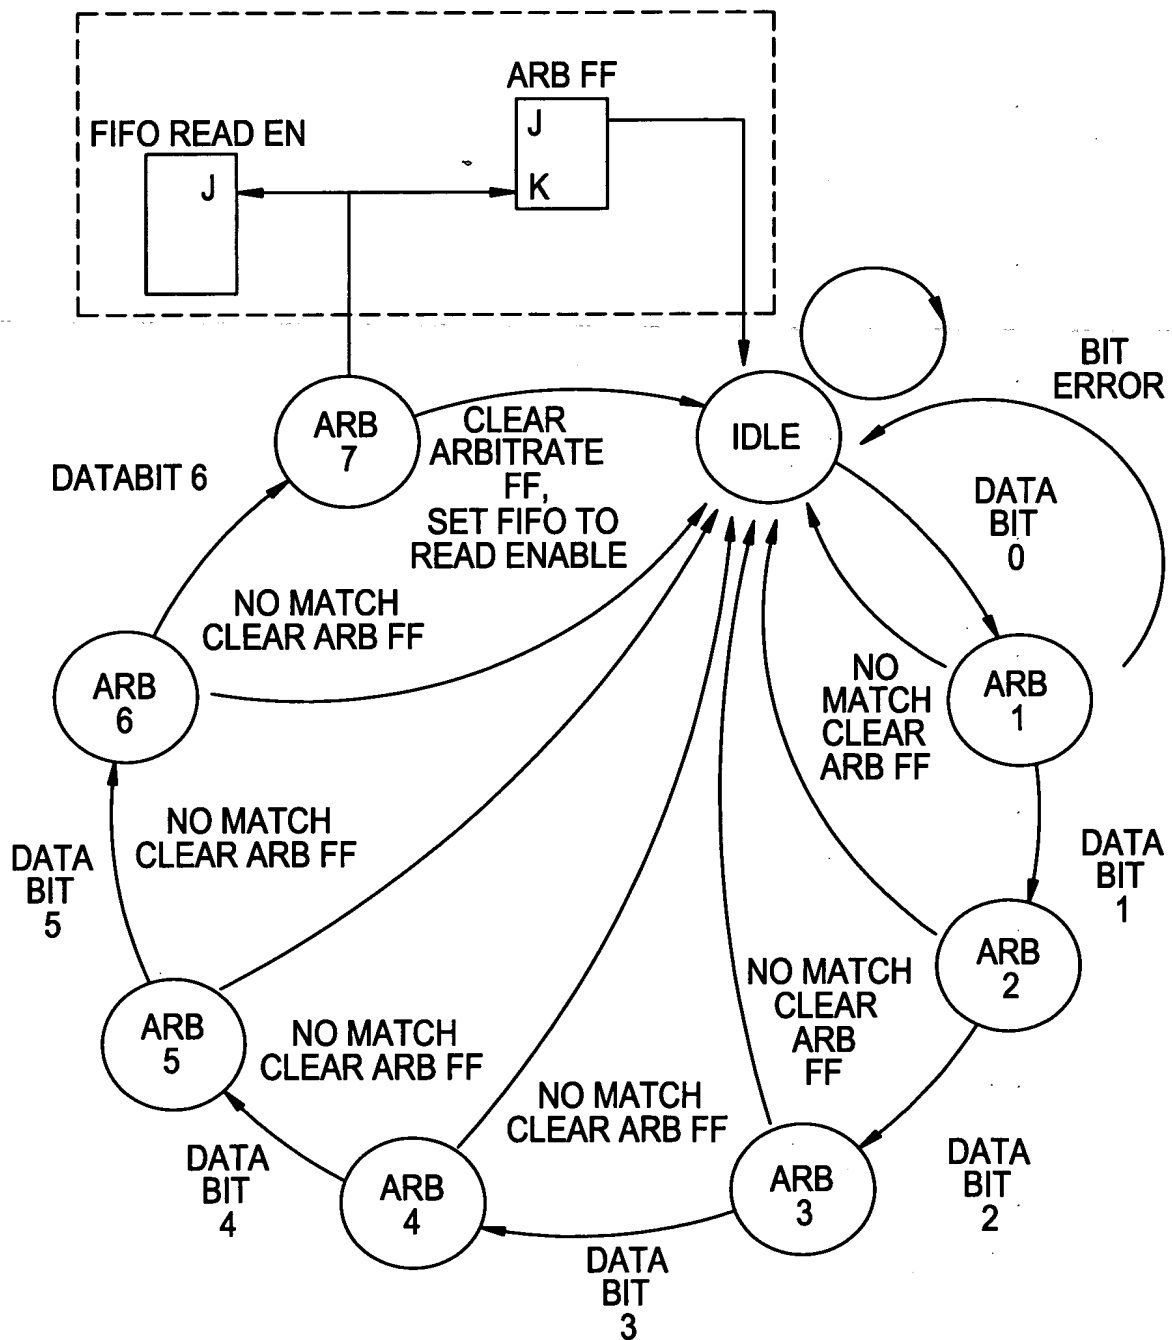 ARB FF
J
K
FIFO READ EN
J
BIT
ERROR
ARB
7
CLEAR
ARBITRATE
FF,
SET FIFO TO
READ ENABLE
IDLE
DATABIT 6
DATA
BIT
0
NO MATCH
CLEAR ARB FF
ARB
6
NO
MATCH
CLEAR
ARB FF
ARB
1
NO MATCH
CLEAR ARB FF
DATA
BIT
5
DATA
BIT
1
ARB
2
NO MATCH
CLEAR
ARB
FF
ARB
5
NO MATCH
CLEAR ARB FF
NO MATCH
CLEAR ARB FF
DATA
BIT
4
ARB
4
ARB
3
DATA
BIT
2
DATA
BIT
3